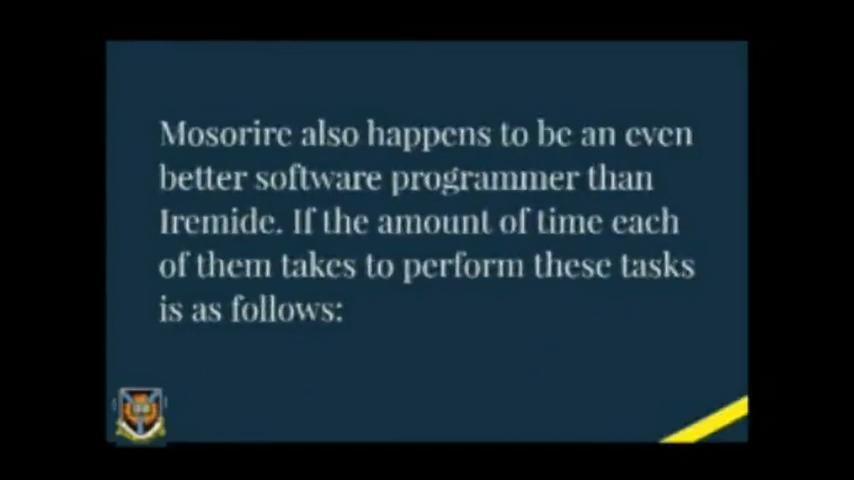 Mosorire also happens to be an even
better software programmer than
Iremide. If the amount of time each
of them takes to perform these tasks
is as follows: